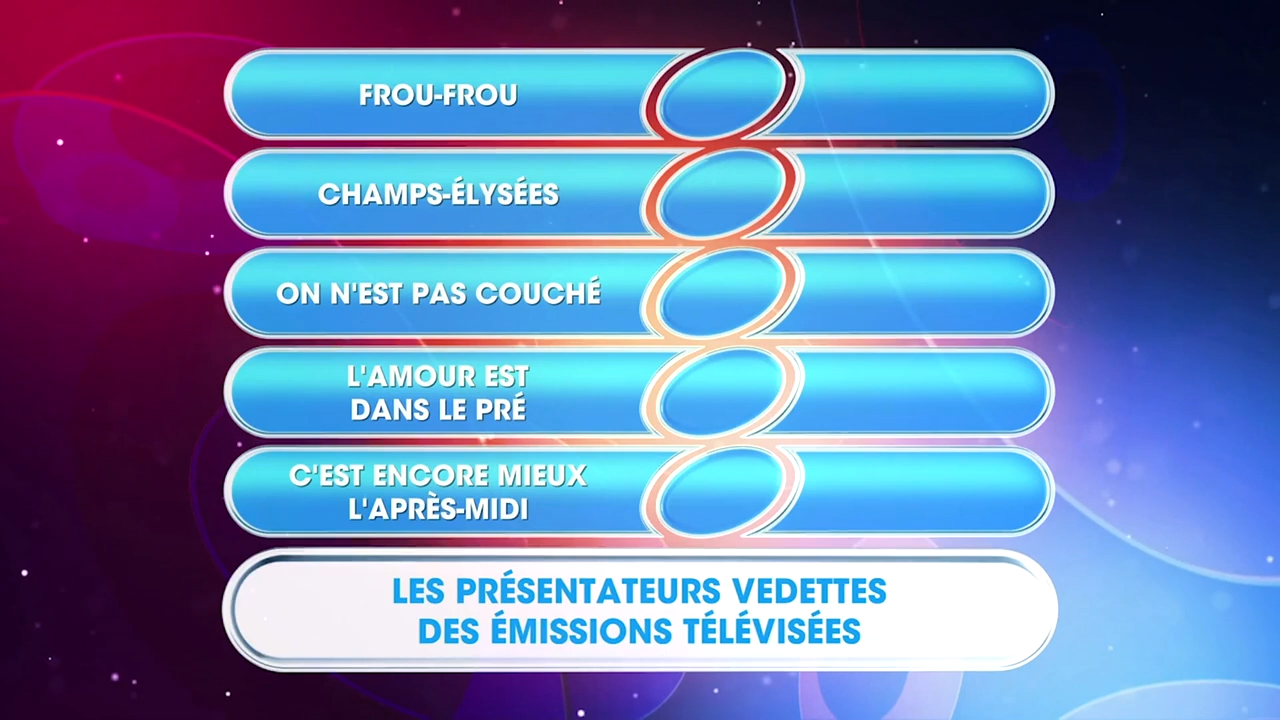 FROU-FROU
CHAMPS-ÉLYSÉES
ON N'EST PAS COUCHÉ
L'AMOUR EST
DANS LE PRÉ
C'EST ENCORE MIEUX
L'APRÈS-MIDI
LES PRÉSENTATEURS VEDETTES
DES ÉMISSIONS TÉLÉVISÉES